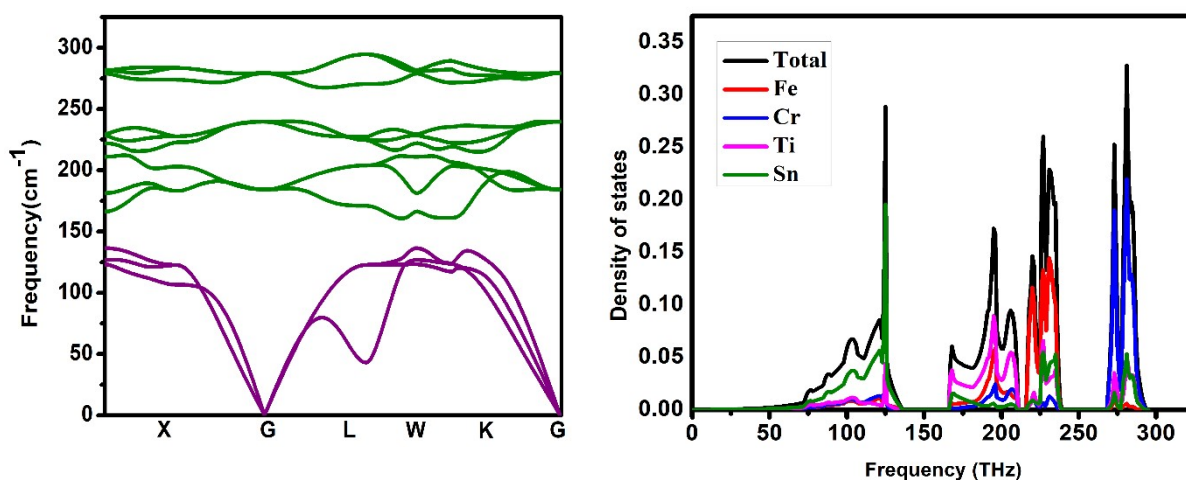 Frequency(cm-1)
300
250
200
150
100
50
0
X G L W K G
Density of states
0.35
0.30
0.25
0.20
0.15
0.10
0.05
0.00
Total
Fe
Cr
Ti
Sn
0 50 100 150 200 250 300
Frequency (THz)